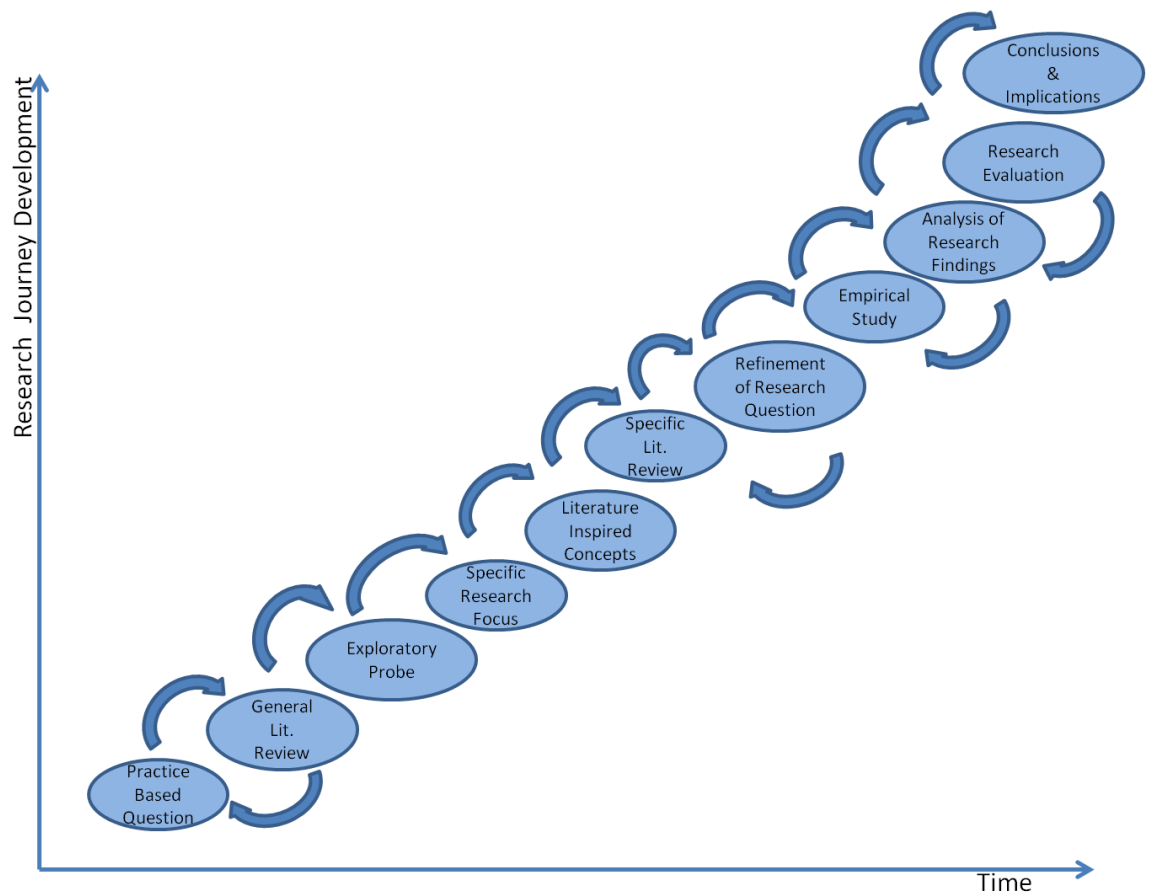 Conclusions
&
Implications
Research
Evaluation
Analysis of
Research
Findings
Empirical
Study
Refinement
of Research
Question
Specific
Lit.
Review
Literature
Inspired
Concepts
Specific
Research
Focus
Exploratory
Probe
General
Lit.
Review
Practice
Based
Question
Research Journey Development
Time